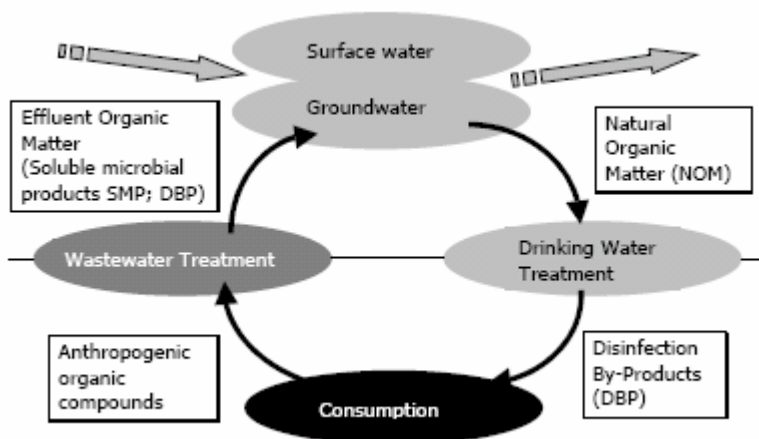 Surface water
Groundwater
Effluent Organic
Matter
(Soluble microbial
products SMP; DBP)
Natural
Organic
Matter (NOM)
Wastewater Treatment
Drinking Water
Treatment
Anthropogenic
organic
compounds
Disinfection
By-Products
(DBP)
Consumption